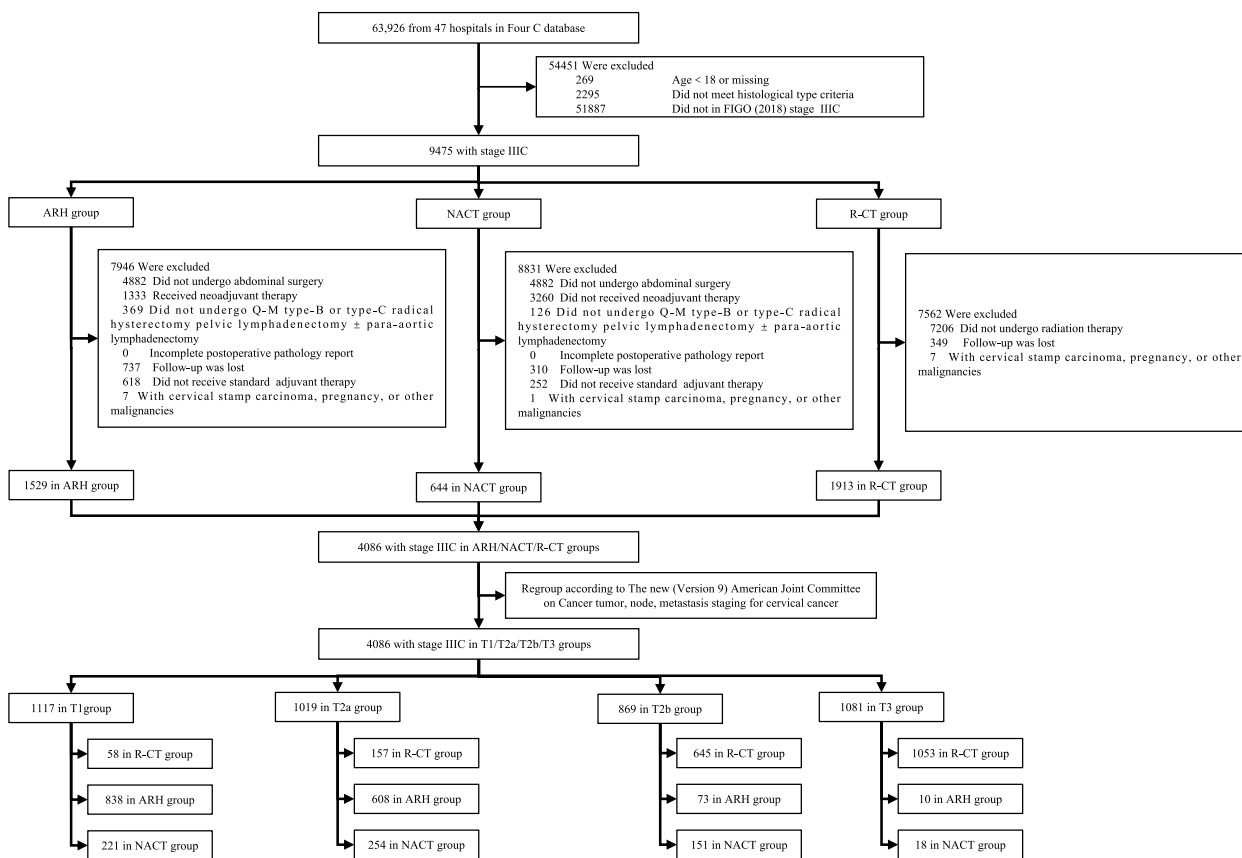 63,926 from 47 hospitals in Four C database
54451 Were excluded
269 Age < 18 or missing
2295 Did not meet histological type criteria
51887 Did not in FIGO (2018) stage IIIC
9475 with stage IIIC
ARH group
NACT group
R-CT group
7946 Were excluded
4882 Did not undergo abdominal surgery
1333 Received neoadjuvant therapy
369 Did not undergo Q-M type-B or type-C radical
hysterectomy pelvic lymphadenectomy ± para-aortic
lymphadenectomy
0 Incomplete postoperative pathology report
737 Follow-up was lost
618 Did not receive standard adjuvant therapy
7 With cervical stamp carcinoma, pregnancy, or other
malignancies
8831 Were excluded
4882 Did not undergo abdominal surgery
3260 Did not received neoadjuvant therapy
126 Did not undergo Q-M type-B or type-C radical
hysterectomy pelvic lymphadenectomy ± para-aortic
lymphadenectomy
0 Incomplete postoperative pathology report
310 Follow-up was lost
252 Did not receive standard adjuvant therapy
1 With cervical stamp carcinoma, pregnancy, or other
malignancies
7562 Were excluded
7206 Did not undergo radiation therapy
349 Follow-up was lost
7 With cervical stamp carcinoma, pregnancy, or other
malignancies
1529 in ARH group
644 in NACT group
1913 in R-CT group
4086 with stage IIIC in ARH/NACT/R-CT groups
Regroup according to The new (Version 9) American Joint Committee
on Cancer tumor, node, metastasis staging for cervical cancer
4086 with stage IIIC in T1/T2a/T2b/T3 groups
1117 in T1group
1019 in T2a group
869 in T2b group
1081 in T3 group
58 in R-CT group
157 in R-CT group
645 in R-CT group
1053 in R-CT group
838 in ARH group
608 in ARH group
73 in ARH group
10 in ARH group
221 in NACT group
254 in NACT group
151 in NACT group
18 in NACT group